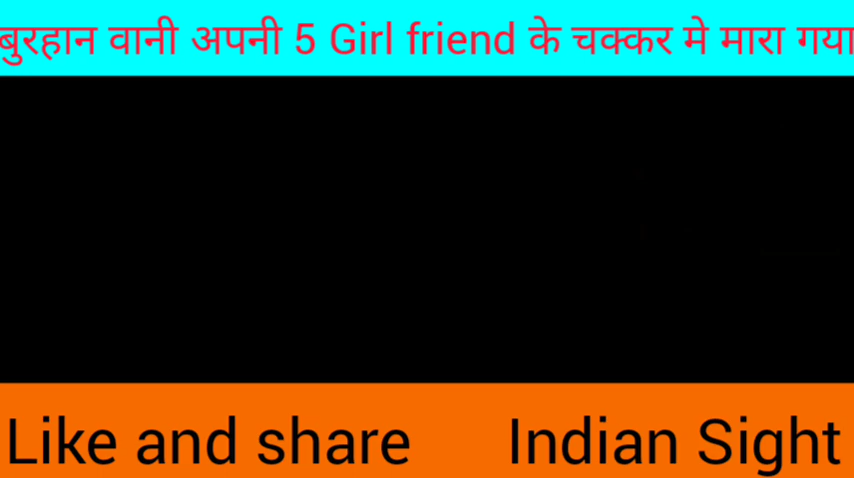 बुरहान वानी अपनी 5 Girl friend के चक्कर मे मारा गया
Like and share Indian Sight